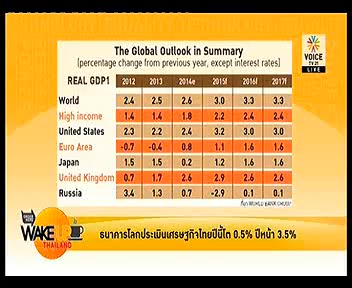 The Global Outlook in Summary
[percentage change from previous year, except interest rates]
VOICE
TV 21
LIVE
REAL GDP1 2012 2013 2014e 2015f 2016f 2017f
World 2.4 2.5 2.6 3.0 3.3 3.3
High income 1.4 1.4 1.8 2.2 2.4 2.4
United States 2.3 2.2 2.4 3.2 3.0 3.0
Euro Area -0.7 -0.4 0.8 1.1 1.6 1.6
Japan 1.5 1.5 0.2 1.2 1.6 1.6
United Kingdom 0.7 1.7 2.6 2.9 2.6 2.6
Russia 3.4 1.3 0.7 -2.9 0.1 0.1
ที่มา WORLD BANK GROUP
WAKE UP
THAILAND
ธนาคารโลกประเมินเศรษฐกิจไทยปีนี้โต 0.5% ปีหน้า 3.5%